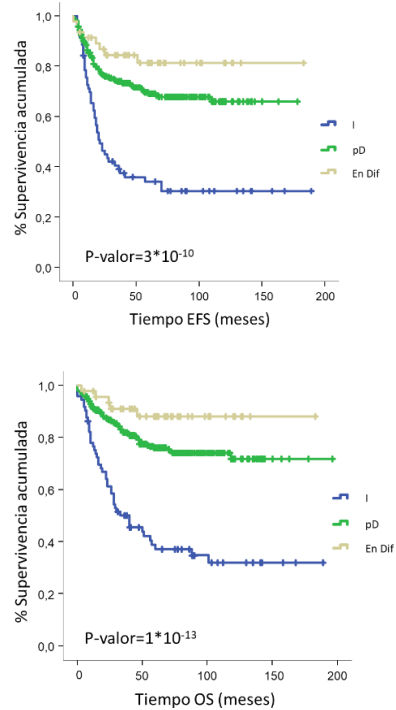 % Supervivencia acumulada
1,0
0,8
0,6
0,4
0,2
0,0
I
pD
En Dif
P-valor=3*10-10
0 50 100 150 200
Tiempo EFS (meses)
% Supervivencia acumulada
1,0
0,8
0,6
0,4
0,2
0,0
I
pD
En Dif
P-valor=1*10-13
0 50 100 150 200
Tiempo OS (meses)